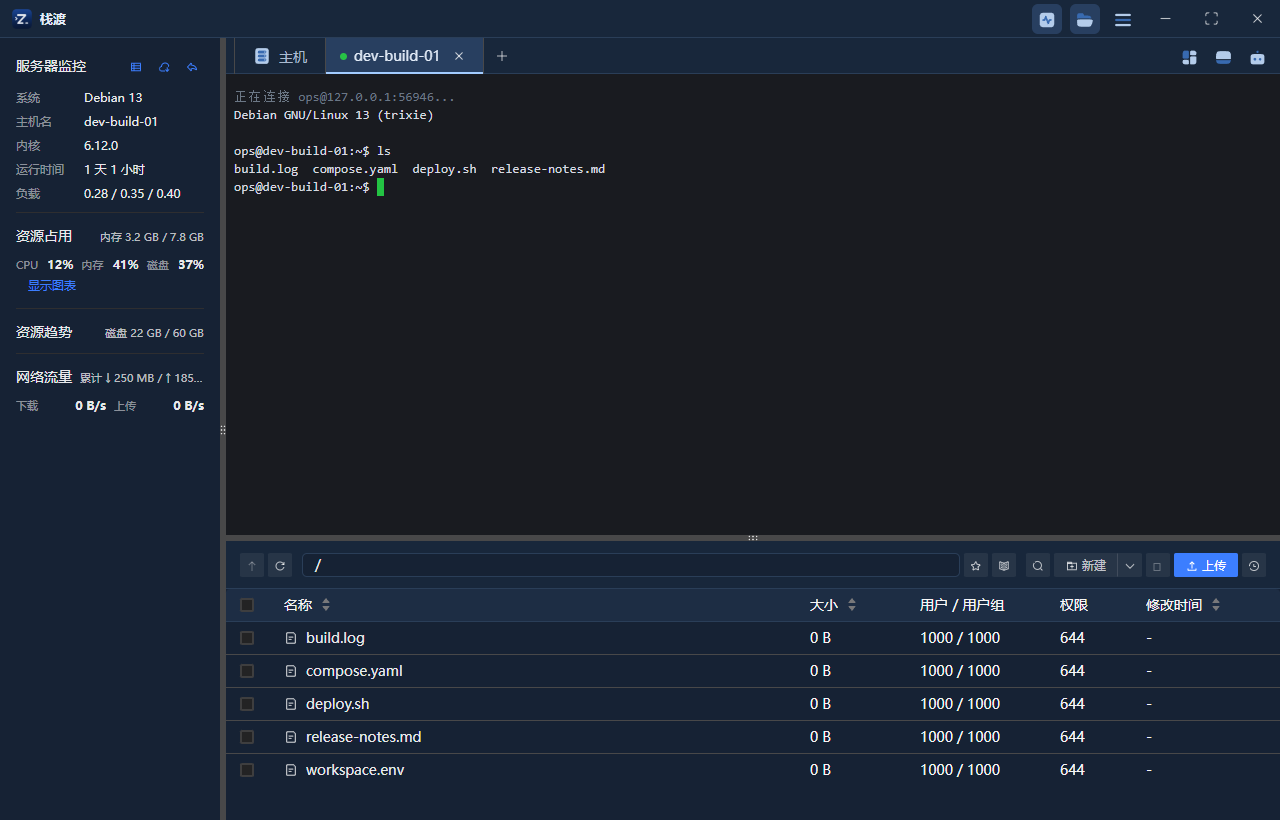 Z. 栈渡
服务器监控
系统 Debian 13
主机名 dev-build-01
内核 6.12.0
运行时间 1 天 1 小时
负载 0.28 / 0.35 / 0.40
资源占用 内存 3.2 GB / 7.8 GB
CPU 12% 内存 41% 磁盘 37%
显示图表
资源趋势 磁盘 22 GB / 60 GB
网络流量 累计 ↓ 250 MB / ↑ 185...
下载 0 B/s 上传 0 B/s
主机 dev-build-01
正在连接 ops@127.0.0.1:56946...
Debian GNU/Linux 13 (trixie)
ops@dev-build-01:~$ ls
build.log compose.yaml deploy.sh release-notes.md
ops@dev-build-01:~$
/ 新建 上传
名称 大小 用户 / 用户组 权限 修改时间
build.log 0 B 1000 / 1000 644 -
compose.yaml 0 B 1000 / 1000 644 -
deploy.sh 0 B 1000 / 1000 644 -
release-notes.md 0 B 1000 / 1000 644 -
workspace.env 0 B 1000 / 1000 644 -